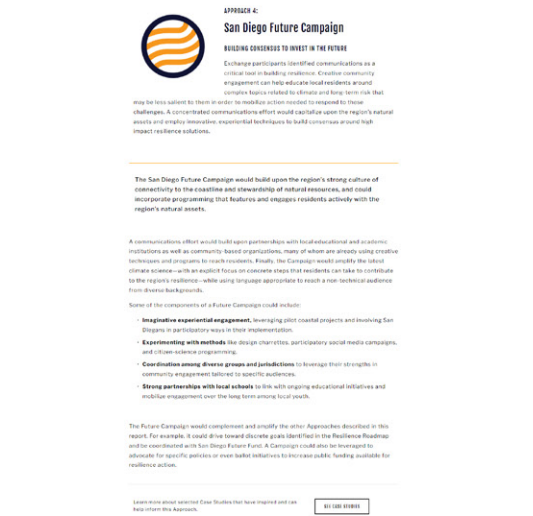 APPROACH 4:
San Diego Future Campaign
BUILDING CONSENSUS TO INVEST IN THE FUTURE
Exchange participants identified communications as a
critical tool in building resilience. Creative community
engagement can help educate local residents around
complex topics related to climate and long-term risk that
may be less salient to them in order to mobilize action needed to respond to these
challenges. A concentrated communications effort would capitalize upon the region's natural
assets and employ innovative, experiential techniques to build consensus around high
impact resilience solutions.
The San Diego Future Campaign would build upon the region's strong culture of
connectivity to the coastline and stewardship of natural resources, and could
incorporate programming that features and engages residents actively with the
region's natural assets.
A communications effort would build upon partnerships with local educational and academic
institutions as well as community-based organizations, many of whom are already using creative
techniques and programs to reach residents. Finally, the Campaign would amplify the latest
climate science—with an explicit focus on concrete steps that residents can take to contribute
to the region's resilience—while using language appropriate to reach a non-technical audience
from diverse backgrounds.
Some of the components of a Future Campaign could include:
• Imaginative experiential engagement, leveraging pilot coastal projects and involving San
Diegans in participatory ways in their implementation.
• Experimenting with methods like design charrettes, participatory social media campaigns,
and citizen-science programming.
• Coordination among diverse groups and jurisdictions to leverage their strengths in
community engagement tailored to specific audiences.
• Strong partnerships with local schools to link with ongoing educational initiatives and
mobilize engagement over the long term among local youth.
The Future Campaign would complement and amplify the other Approaches described in this
report. For example, it could drive toward discrete goals identified in the Resilience Roadmap
and be coordinated with San Diego Future Fund. A Campaign could also be leveraged to
advocate for specific policies or even ballot initiatives to increase public funding available for
resilience action.
Learn more about selected Case Studies that have inspired and can
help inform this Approach.
SEE CASE STUDIES